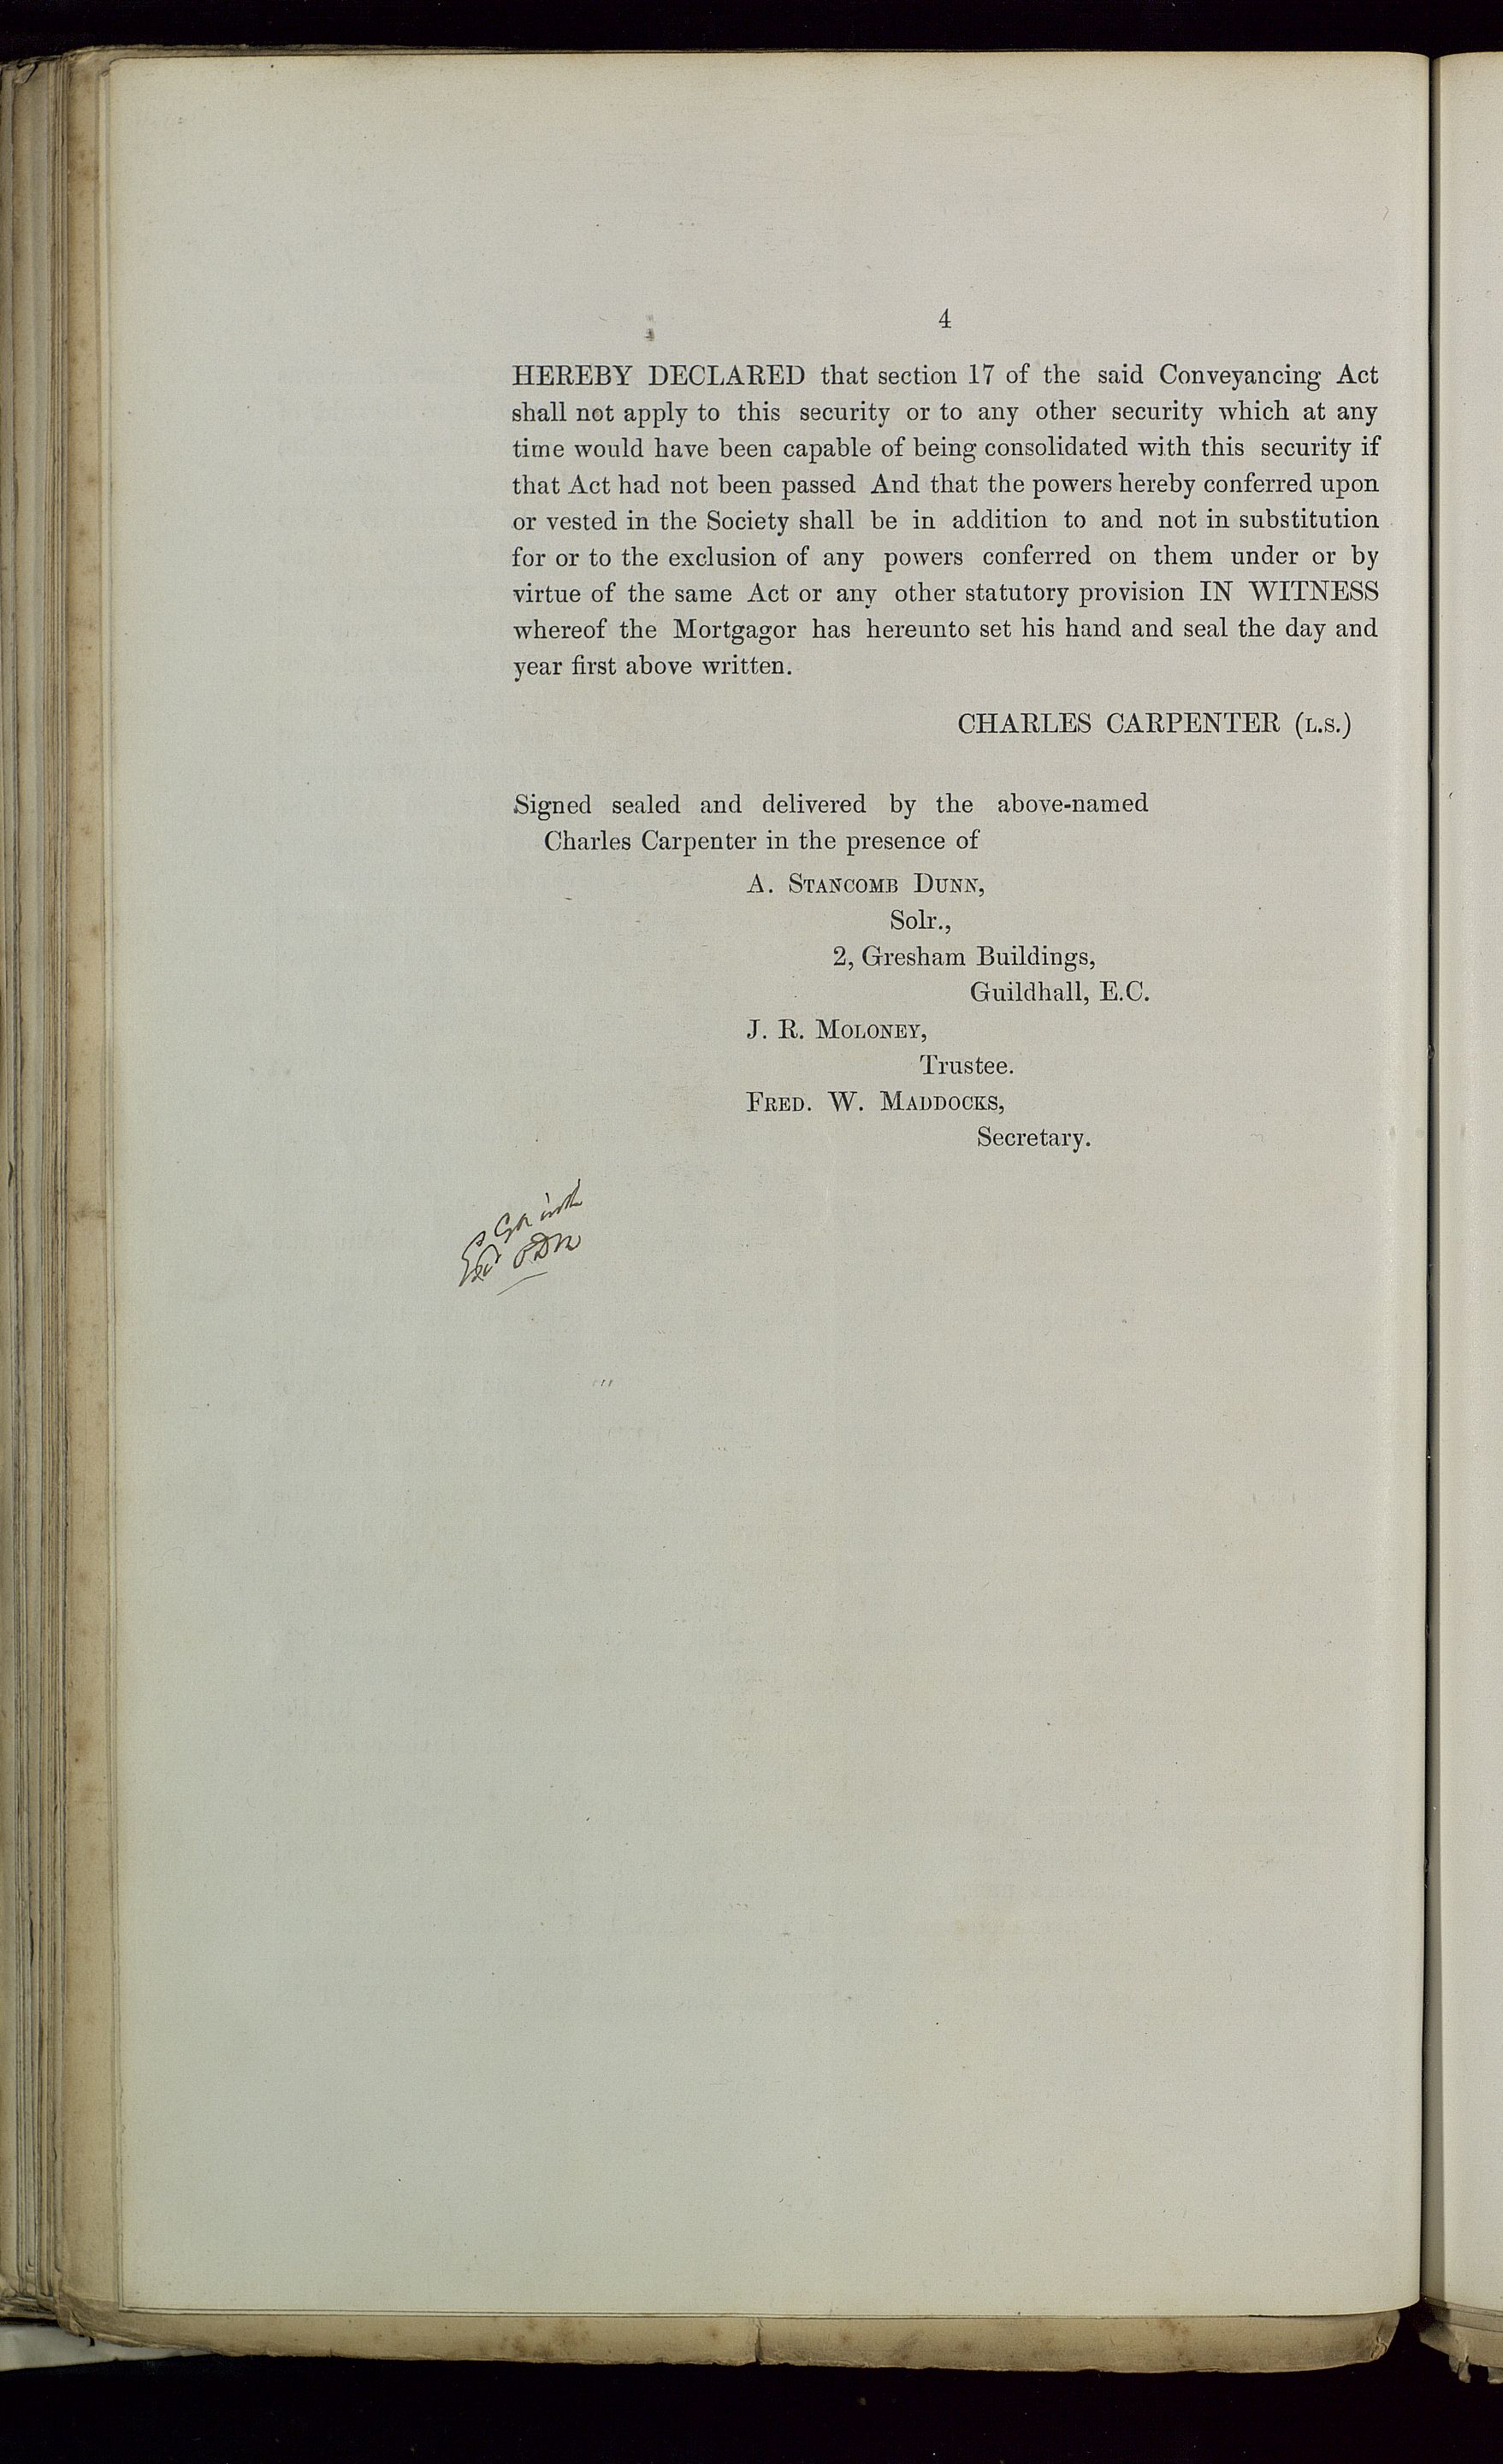 4
HEREBY DECLARED that section 17 of the said Conveyancing Act
shall not apply to this security or to any other security which at any
time would have been capable of being consolidated with this security if
that Act had not been passed And that the powers hereby conferred upon
or vested in the Society shall be in addition to and not in substitution
for or to the exclusion of any powers conferred on them under or by
virtue of the same Act or any other statutory provision IN WITNESS
whereof the Mortgagor has hereunto set his hand and seal the day and
year first above written.
CHARLES CARPENTER (L.S.)
Signed sealed and delivered by the above-named
Charles Carpenter in the presence of
A. STANCOMB DUNN,
Solr.,
2, Gresham Buildings,
Guildhall, E.C.
J. R. MOLONEY,
Trustee.
FRED. W. MADDOCKS,
Secretary.